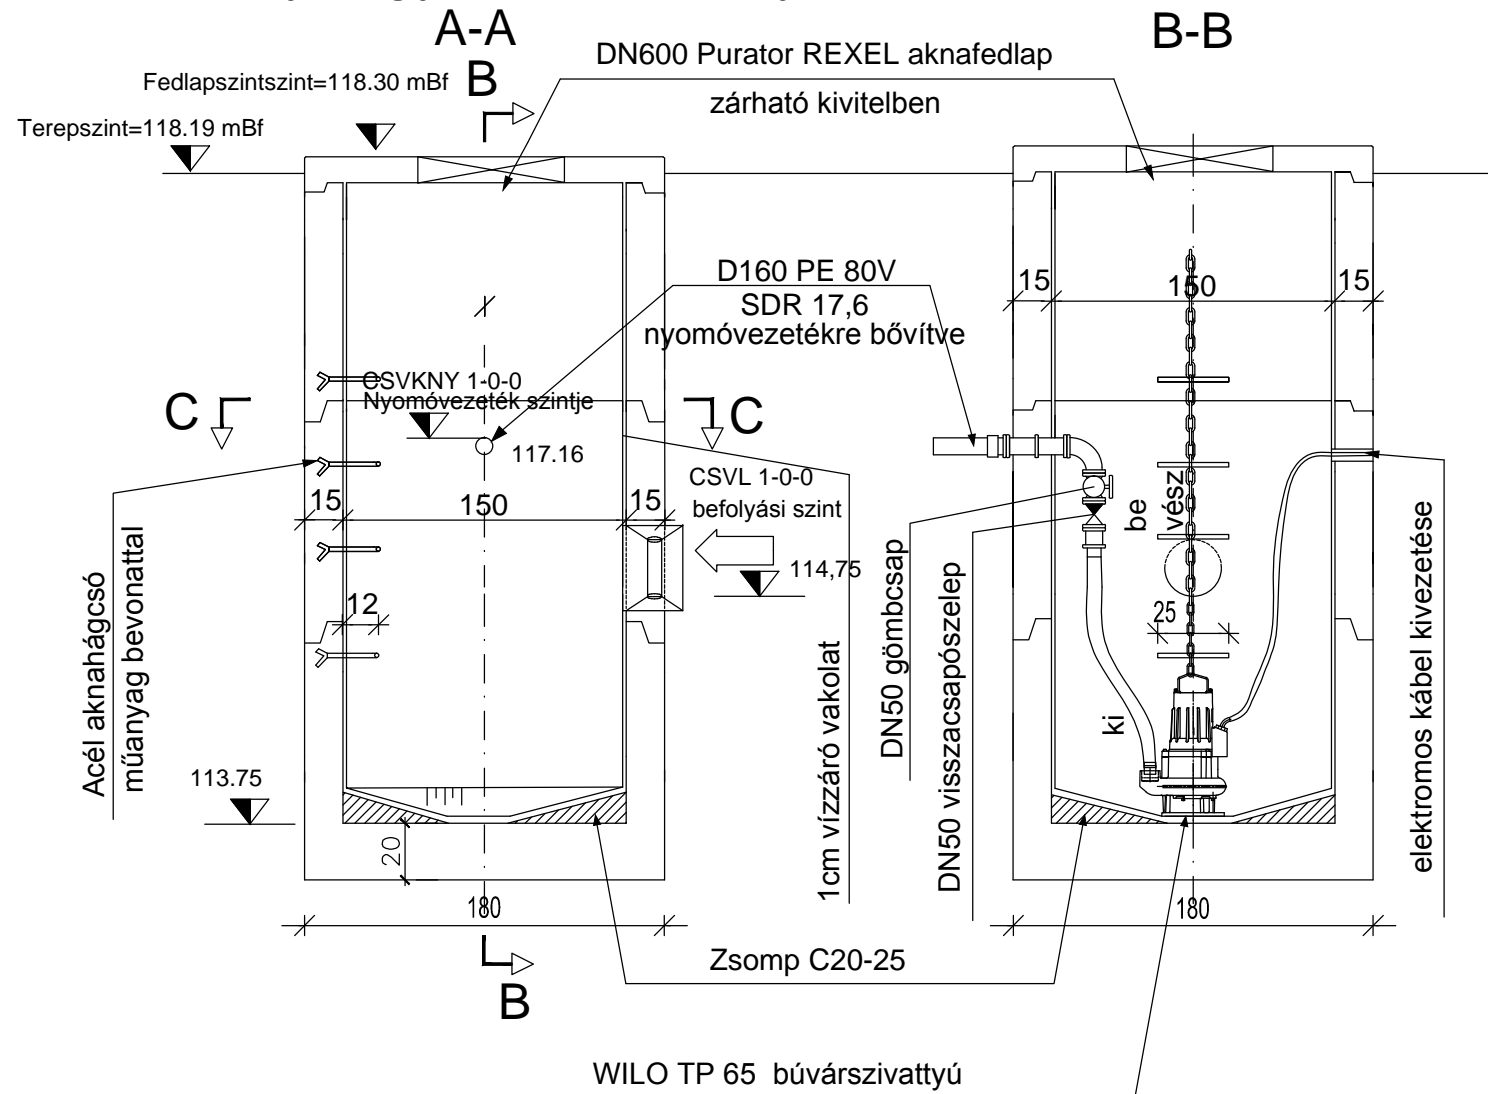 A-A
B-B
B
DN600 Purator REXEL aknafedlap
zárható kivitelben
Fedlapszintszint=118.30 mBf
Terepszint=118.19 mBf
D160 PE 80V
SDR 17,6
nyomóvezetékre bővítve
15
150
15
CSVKNY 1-0-0
Nyomóvezeték szintje
C
C
117.16
CSVL 1-0-0
befolyási szint
15
150
15
114,75
12
be
vész
25
ki
Acél aknahágcsó
műanyag bevonattal
1cm vízzáró vakolat
DN50 gömbcsap
DN50 visszacsapószelep
elektromos kábel kivezetése
113.75
20
180
180
Zsomp C20-25
B
WILO TP 65 búvárszivattyú